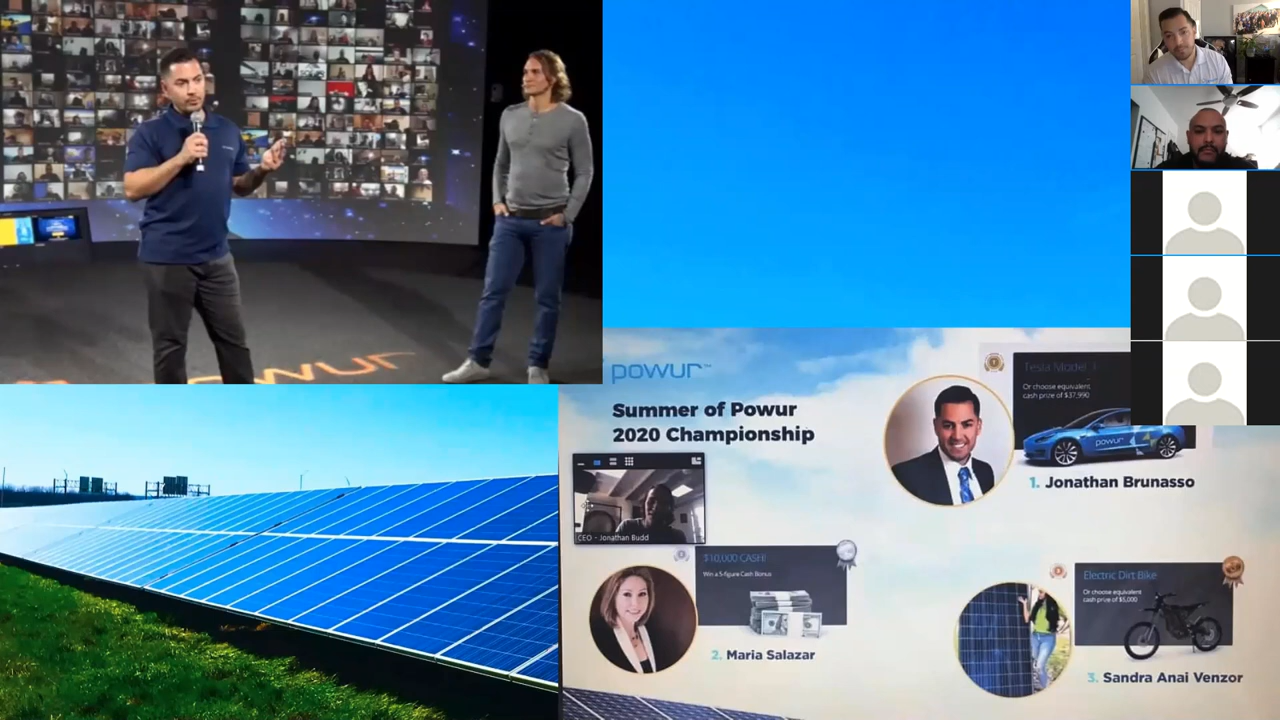 powur
powur™
Summer of Powur
2020 Championship
Tesla Model 3
Or choose equivalent
cash prize of $37,990
powur
1. Jonathan Brunasso
CEO - Jonathan Budd
$10,000 CASH!
Win a 5-figure Cash Bonus
2. Maria Salazar
Electric Dirt Bike
Or choose equivalent
cash prize of $5,000
3. Sandra Anai Venzor